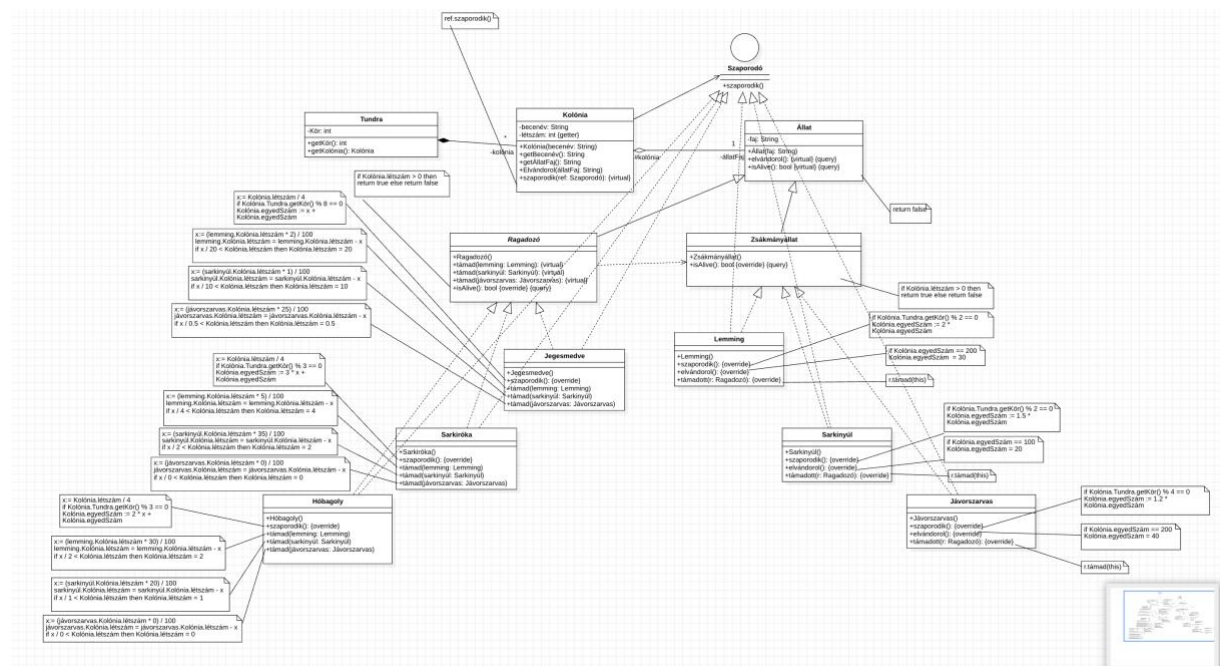 ref.szaporodik()
Szaporodó
+szaporodik()
Tundra
-Kör: int
+getKör(): int
+getKolónia(): Kolónia
*
-kolónia
Kolónia
-becenév: String
-létszám: int {getter}
+Kolónia(becenév: String)
+getBecenév(): String
+getÁllatFaj(): String
+Elvándorol(állatFaj: String)
+szaporodik(ref: Szaporodó): {virtual}
#kolónia
1
-állatFaj
Állat
-faj: String
+Állat(faj: String)
+elvándorol(): {virtual} {query}
+isAlive(): bool {virtual} {query}
return false
if Kolónia.létszám > 0 then
return true else return false
Ragadozó
+Ragadozó()
+támad(lemming: Lemming): {virtual}
+támad(sarkinyúl: Sarkinyúl): {virtual}
+támad(jávorszarvas: Jávorszarvas): {virtual}
+isAlive(): bool {override} {query}
Zsákmányállat
+Zsákmányállat()
+isAlive(): bool {override} {query}
if Kolónia.létszám > 0 then
return true else return false
x:= Kolónia.létszám / 4
if Kolónia.Tundra.getKör() % 8 == 0
Kolónia.egyedSzám := x +
Kolónia.egyedSzám
x:= (lemming.Kolónia.létszám * 2) / 100
lemming.Kolónia.létszám = lemming.Kolónia.létszám - x
if x / 20 < Kolónia.létszám then Kolónia.létszám = 20
x:= (sarkinyúl.Kolónia.létszám * 1) / 100
sarkinyúl.Kolónia.létszám = sarkinyúl.Kolónia.létszám - x
if x / 10 < Kolónia.létszám then Kolónia.létszám = 10
x:= (jávorszarvas.Kolónia.létszám * 25) / 100
jávorszarvas.Kolónia.létszám = jávorszarvas.Kolónia.létszám - x
if x / 0.5 < Kolónia.létszám then Kolónia.létszám = 0.5
Jegesmedve
+Jegesmedve()
+szaporodik(): {override}
+támad(lemming: Lemming)
+támad(sarkinyúl: Sarkinyúl)
+támad(jávorszarvas: Jávorszarvas)
Lemming
+Lemming()
+szaporodik(): {override}
+elvándorol(): {override}
+támadott(r: Ragadozó): {override}
if Kolónia.Tundra.getKör() % 2 == 0
Kolónia.egyedSzám := 2 *
Kolónia.egyedSzám
if Kolónia.egyedSzám == 200
Kolónia.egyedSzám = 30
r.támad(this)
x:= Kolónia.létszám / 4
if Kolónia.Tundra.getKör() % 3 == 0
Kolónia.egyedSzám := 3 * x +
Kolónia.egyedSzám
x:= (lemming.Kolónia.létszám * 5) / 100
lemming.Kolónia.létszám = lemming.Kolónia.létszám - x
if x / 4 < Kolónia.létszám then Kolónia.létszám = 4
x:= (sarkinyúl.Kolónia.létszám * 35) / 100
sarkinyúl.Kolónia.létszám = sarkinyúl.Kolónia.létszám - x
if x / 2 < Kolónia.létszám then Kolónia.létszám = 2
x:= (jávorszarvas.Kolónia.létszám * 0) / 100
jávorszarvas.Kolónia.létszám = jávorszarvas.Kolónia.létszám - x
if x / 0 < Kolónia.létszám then Kolónia.létszám = 0
Sarkiróka
+Sarkiróka()
+szaporodik(): {override}
+támad(lemming: Lemming)
+támad(sarkinyúl: Sarkinyúl)
+támad(jávorszarvas: Jávorszarvas)
Sarkinyúl
+Sarkinyúl()
+szaporodik(): {override}
+elvándorol(): {override}
+támadott(r: Ragadozó): {override}
if Kolónia.Tundra.getKör() % 2 == 0
Kolónia.egyedSzám := 1.5 *
Kolónia.egyedSzám
if Kolónia.egyedSzám == 100
Kolónia.egyedSzám = 20
r.támad(this)
x:= Kolónia.létszám / 4
if Kolónia.Tundra.getKör() % 3 == 0
Kolónia.egyedSzám := 2 * x +
Kolónia.egyedSzám
x:= (lemming.Kolónia.létszám * 30) / 100
lemming.Kolónia.létszám = lemming.Kolónia.létszám - x
if x / 2 < Kolónia.létszám then Kolónia.létszám = 2
x:= (sarkinyúl.Kolónia.létszám * 20) / 100
sarkinyúl.Kolónia.létszám = sarkinyúl.Kolónia.létszám - x
if x / 1 < Kolónia.létszám then Kolónia.létszám = 1
x:= (jávorszarvas.Kolónia.létszám * 0) / 100
jávorszarvas.Kolónia.létszám = jávorszarvas.Kolónia.létszám - x
if x / 0 < Kolónia.létszám then Kolónia.létszám = 0
Hóbagoly
+Hóbagoly()
+szaporodik(): {override}
+támad(lemming: Lemming)
+támad(sarkinyúl: Sarkinyúl)
+támad(jávorszarvas: Jávorszarvas)
Jávorszarvas
+Jávorszarvas()
+szaporodik(): {override}
+elvándorol(): {override}
+támadott(r: Ragadozó): {override}
if Kolónia.Tundra.getKör() % 4 == 0
Kolónia.egyedSzám := 1.2 *
Kolónia.egyedSzám
if Kolónia.egyedSzám == 200
Kolónia.egyedSzám = 40
r.támad(this)